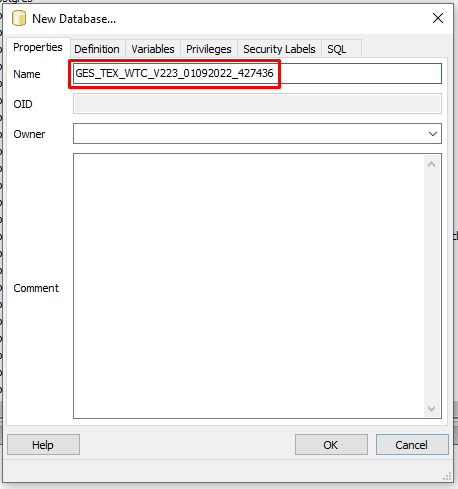 New Database...
Properties Definition Variables Privileges Security Labels SQL
Name GES_TEX_WTC_V223_01092022_427436
OID
Owner
Comment
Help OK Cancel